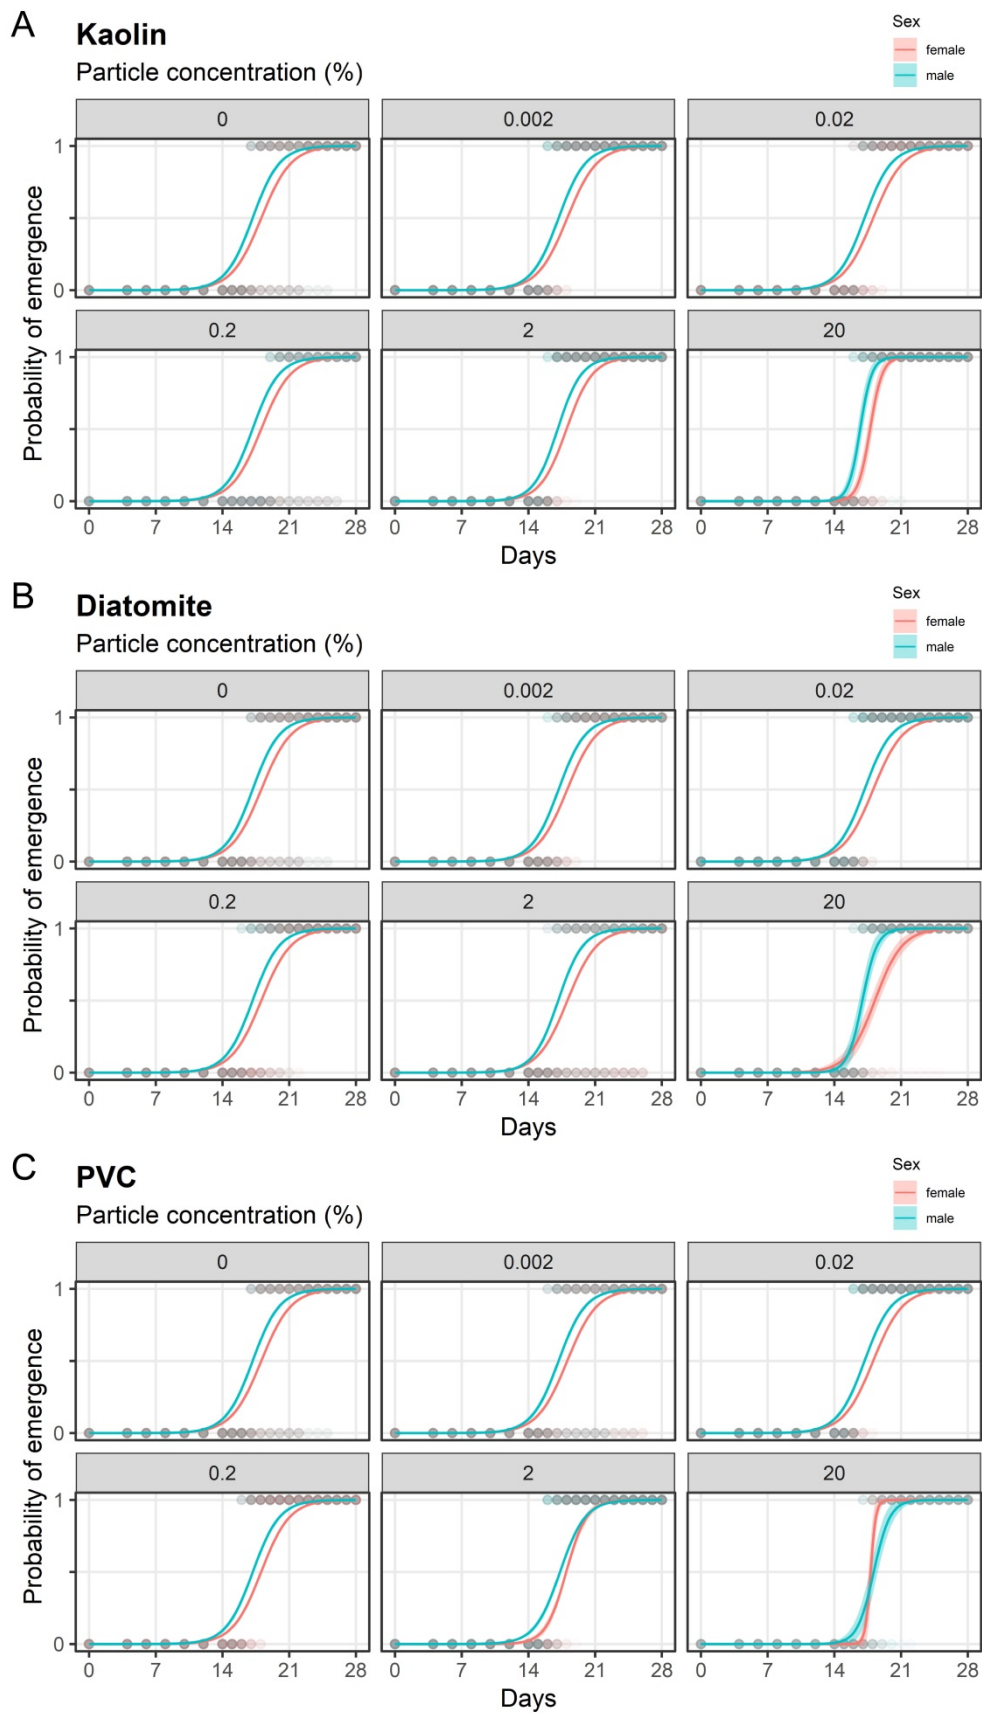 A
Kaolin
Particle concentration (%)
Sex
female
male
0
0.002
0.02
1
0
0.2
2
20
1
0
Probability of emergence
0 7 14 21 28
0 7 14 21 28
0 7 14 21 28
Days
B
Diatomite
Particle concentration (%)
Sex
female
male
0
0.002
0.02
1
0
0.2
2
20
1
0
Probability of emergence
0 7 14 21 28
0 7 14 21 28
0 7 14 21 28
Days
C
PVC
Particle concentration (%)
Sex
female
male
0
0.002
0.02
1
0
0.2
2
20
1
0
Probability of emergence
0 7 14 21 28
0 7 14 21 28
0 7 14 21 28
Days